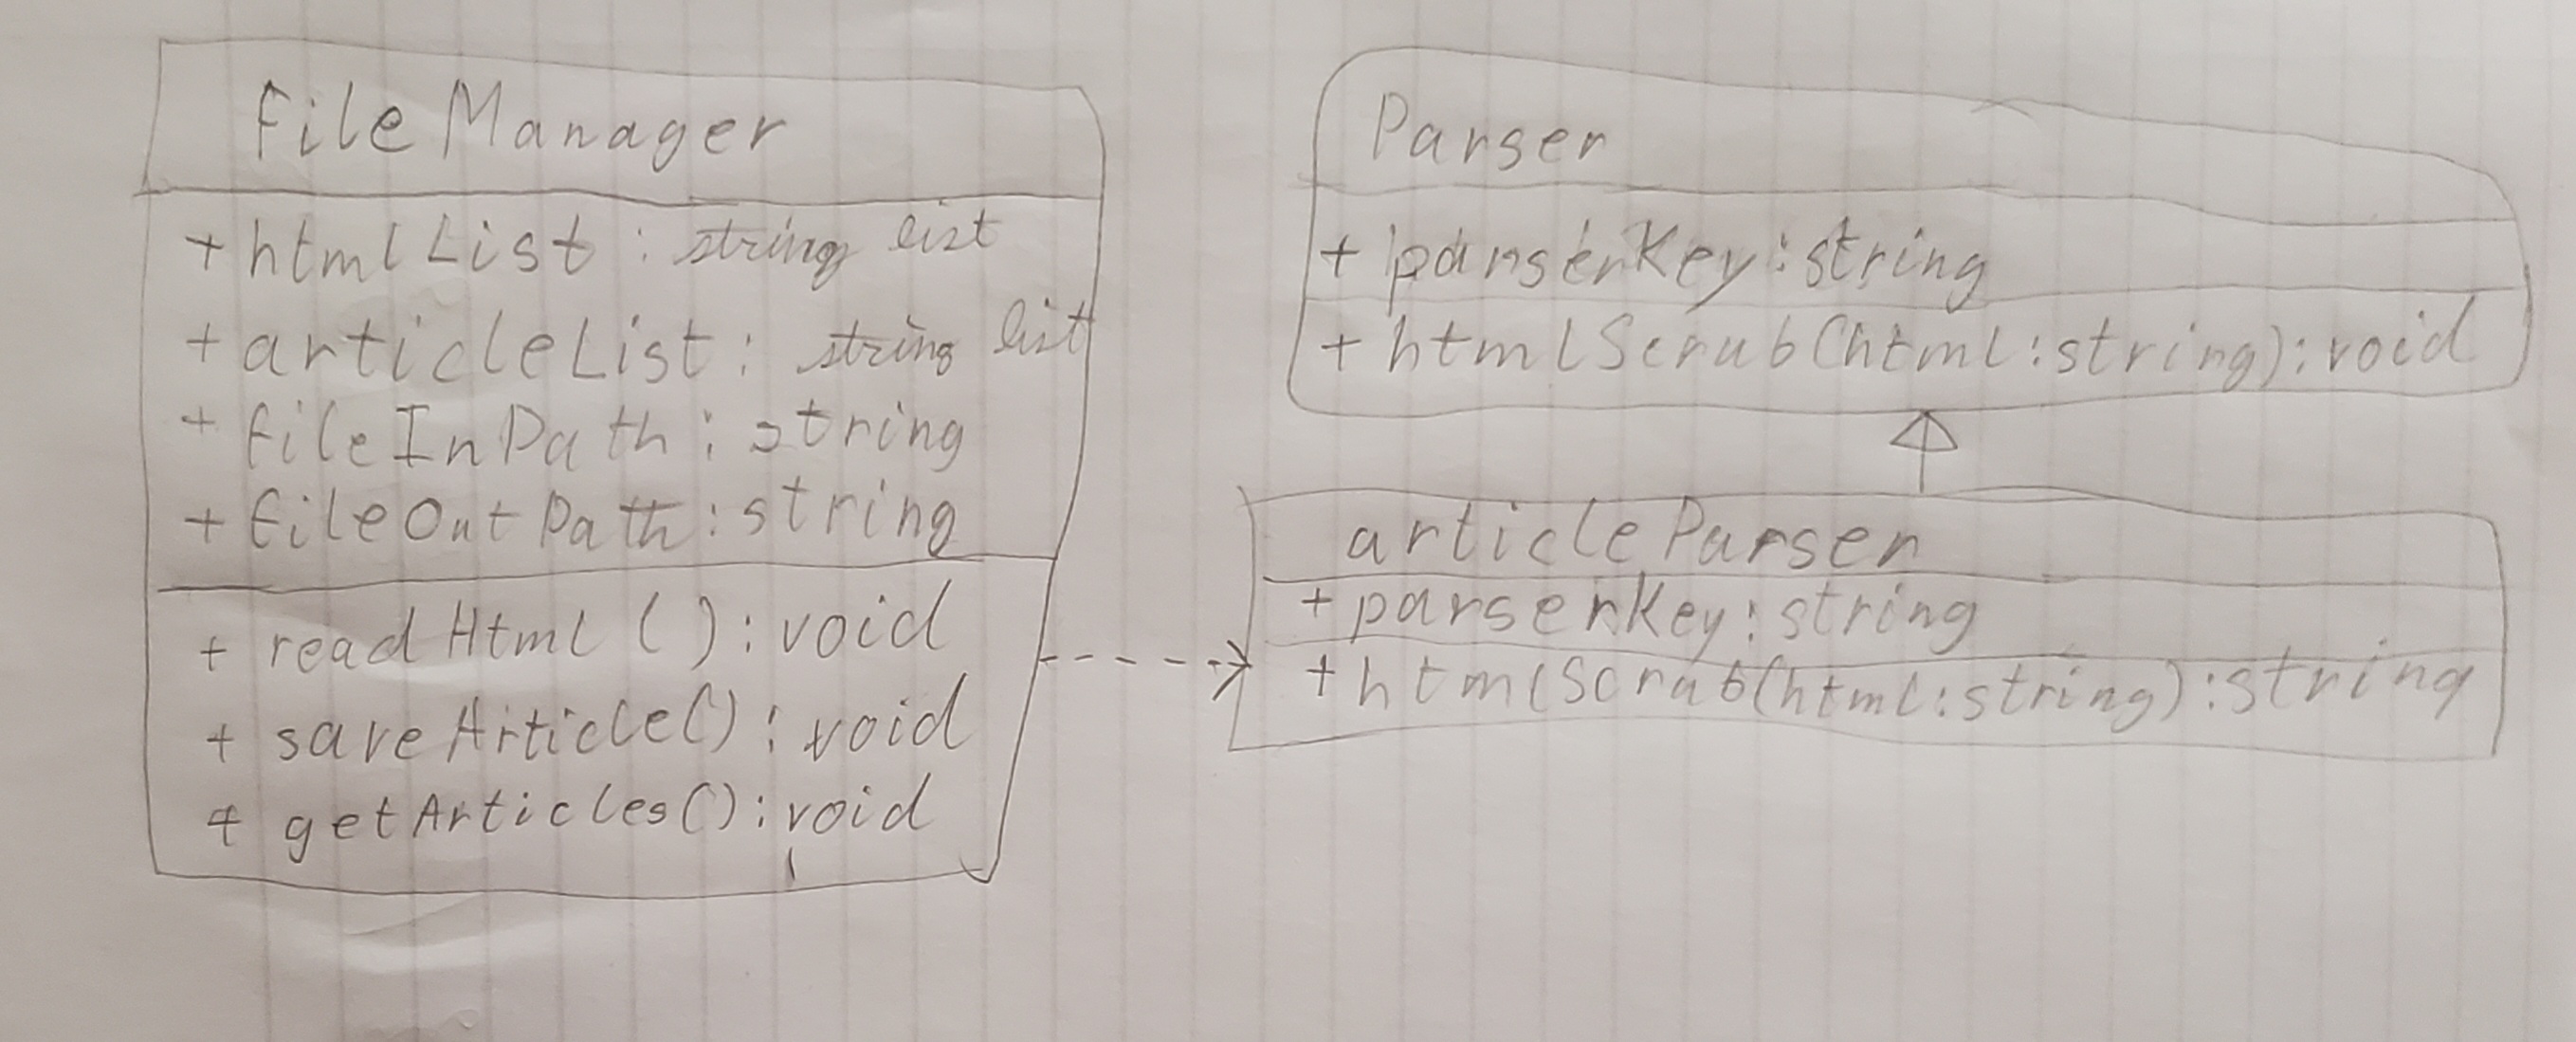 fileManager
+ htmlList : string list
+ articleList : string list
+ fileInPath : string
+ fileOutPath : string
+ readHtml ( ) : void
+ saveArticle() : void
+ getArticles() : void
Parser
+ parserKey : string
+ htmlScrub(html : string) : void
articleParser
+ parserKey : string
+ htmlScrub(html : string) : string